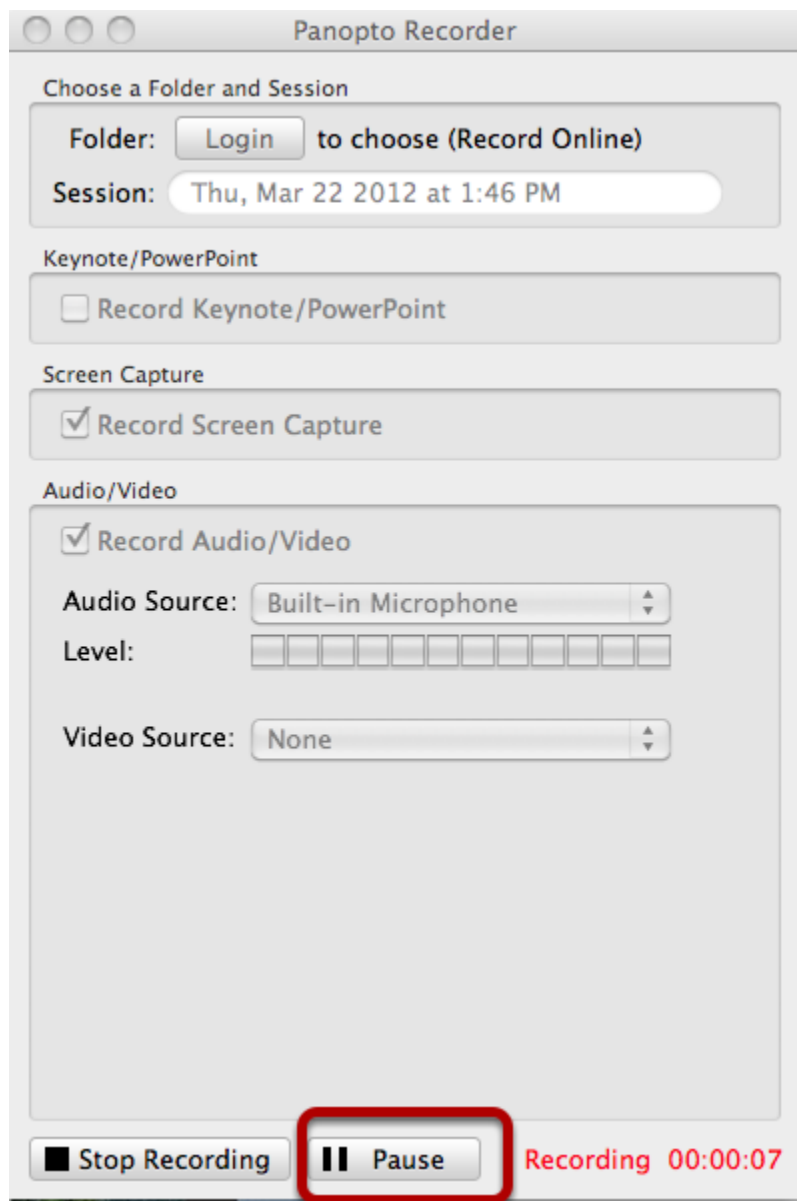 Panopto Recorder
Choose a Folder and Session
Folder: Login to choose (Record Online)
Session: Thu, Mar 22 2012 at 1:46 PM
Keynote/PowerPoint
Record Keynote/PowerPoint
Screen Capture
Record Screen Capture
Audio/Video
Record Audio/Video
Audio Source: Built-in Microphone
Level:
Video Source: None
Stop Recording Pause Recording 00:00:07